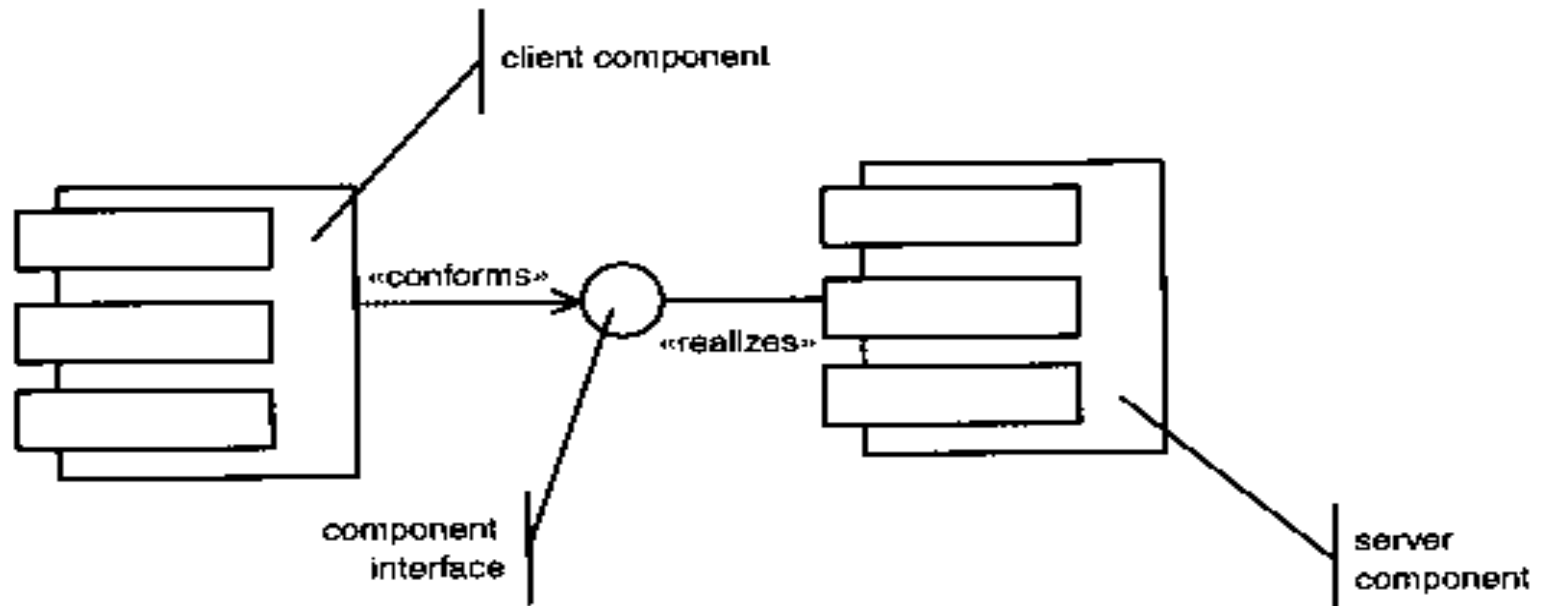 client component
«conforms»
«realizes»
component
interface
server
component